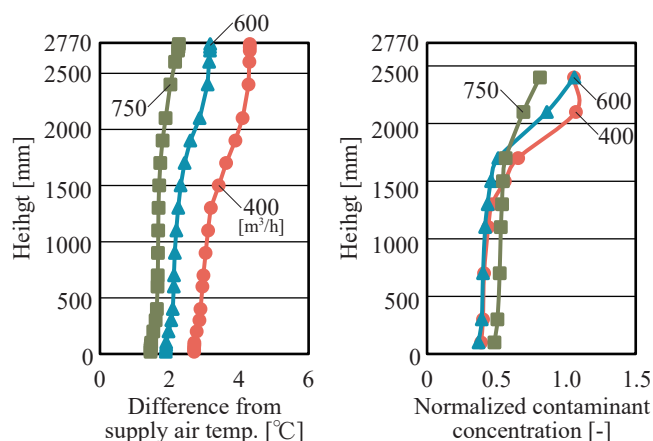 2770
2500
2000
1500
1000
500
0
Heihgt [mm]
600
750
400
[m³/h]
0 2 4 6
Difference from
supply air temp. [℃]
2770
2500
2000
1500
1000
500
0
Heihgt [mm]
750
600
400
0 0.5 1.0 1.5
Normalized contaminant
concentration [-]